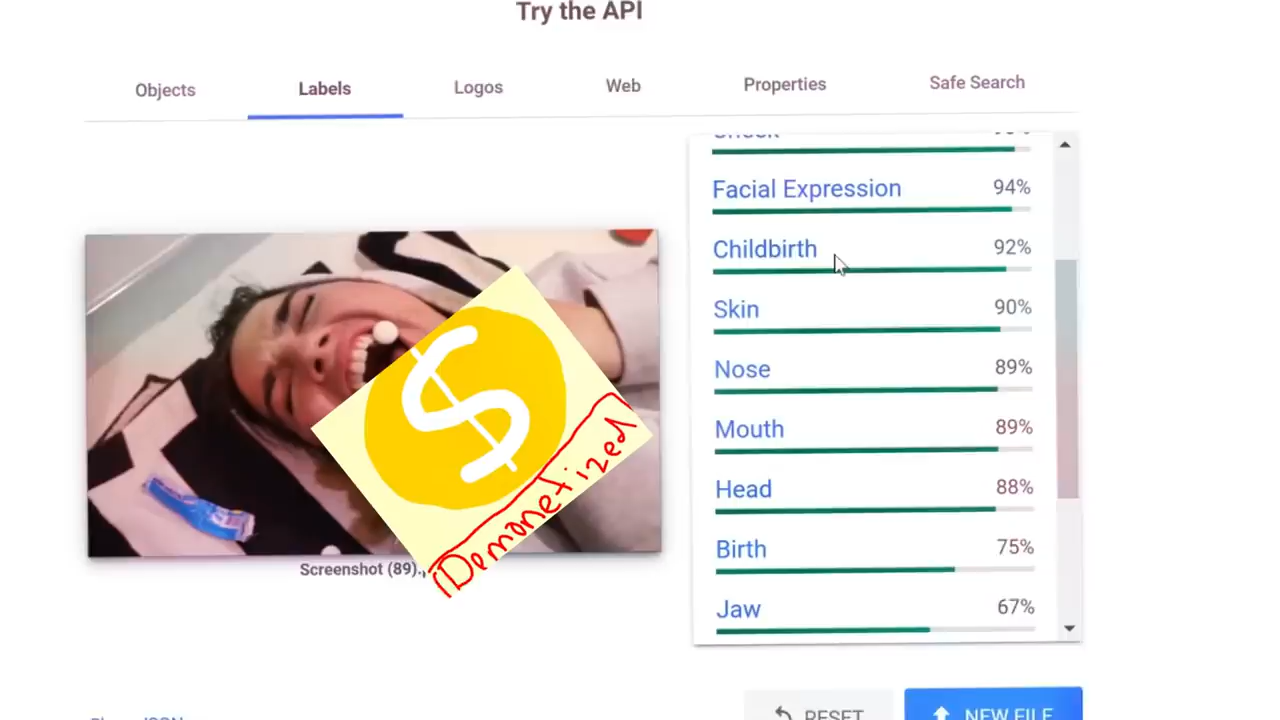 Try the API
Objects
Labels
Logos
Web
Properties
Safe Search
Facial Expression 94%
Childbirth 92%
Skin 90%
Nose 89%
Mouth 89%
Head 88%
Birth 75%
Jaw 67%
$
Demonetized
Screenshot (89).
RESET
NEW FILE